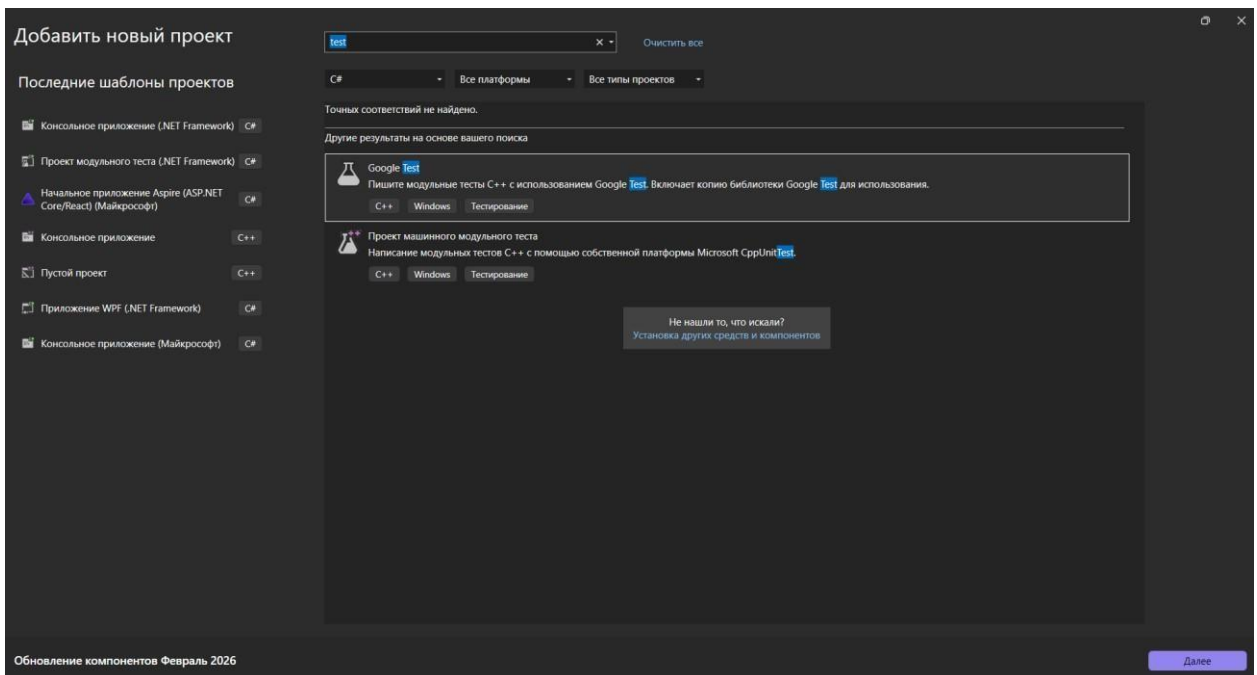 Добавить новый проект
Последние шаблоны проектов
Консольное приложение (.NET Framework) C#
Проект модульного теста (.NET Framework) C#
Начальное приложение Aspire (ASP.NET
Core/React) (Майкрософт) C#
Консольное приложение C++
Пустой проект C++
Приложение WPF (.NET Framework) C#
Консольное приложение (Майкрософт) C#
test
Очистить все
C# Все платформы Все типы проектов
Точных соответствий не найдено.
Другие результаты на основе вашего поиска
Google Test
Пишите модульные тесты C++ с использованием Google Test. Включает копию библиотеки Google Test для использования.
C++ Windows Тестирование
Проект машинного модульного теста
Написание модульных тестов C++ с помощью собственной платформы Microsoft CppUnitTest.
C++ Windows Тестирование
Не нашли то, что искали?
Установка других средств и компонентов
Обновление компонентов Февраль 2026
Далее